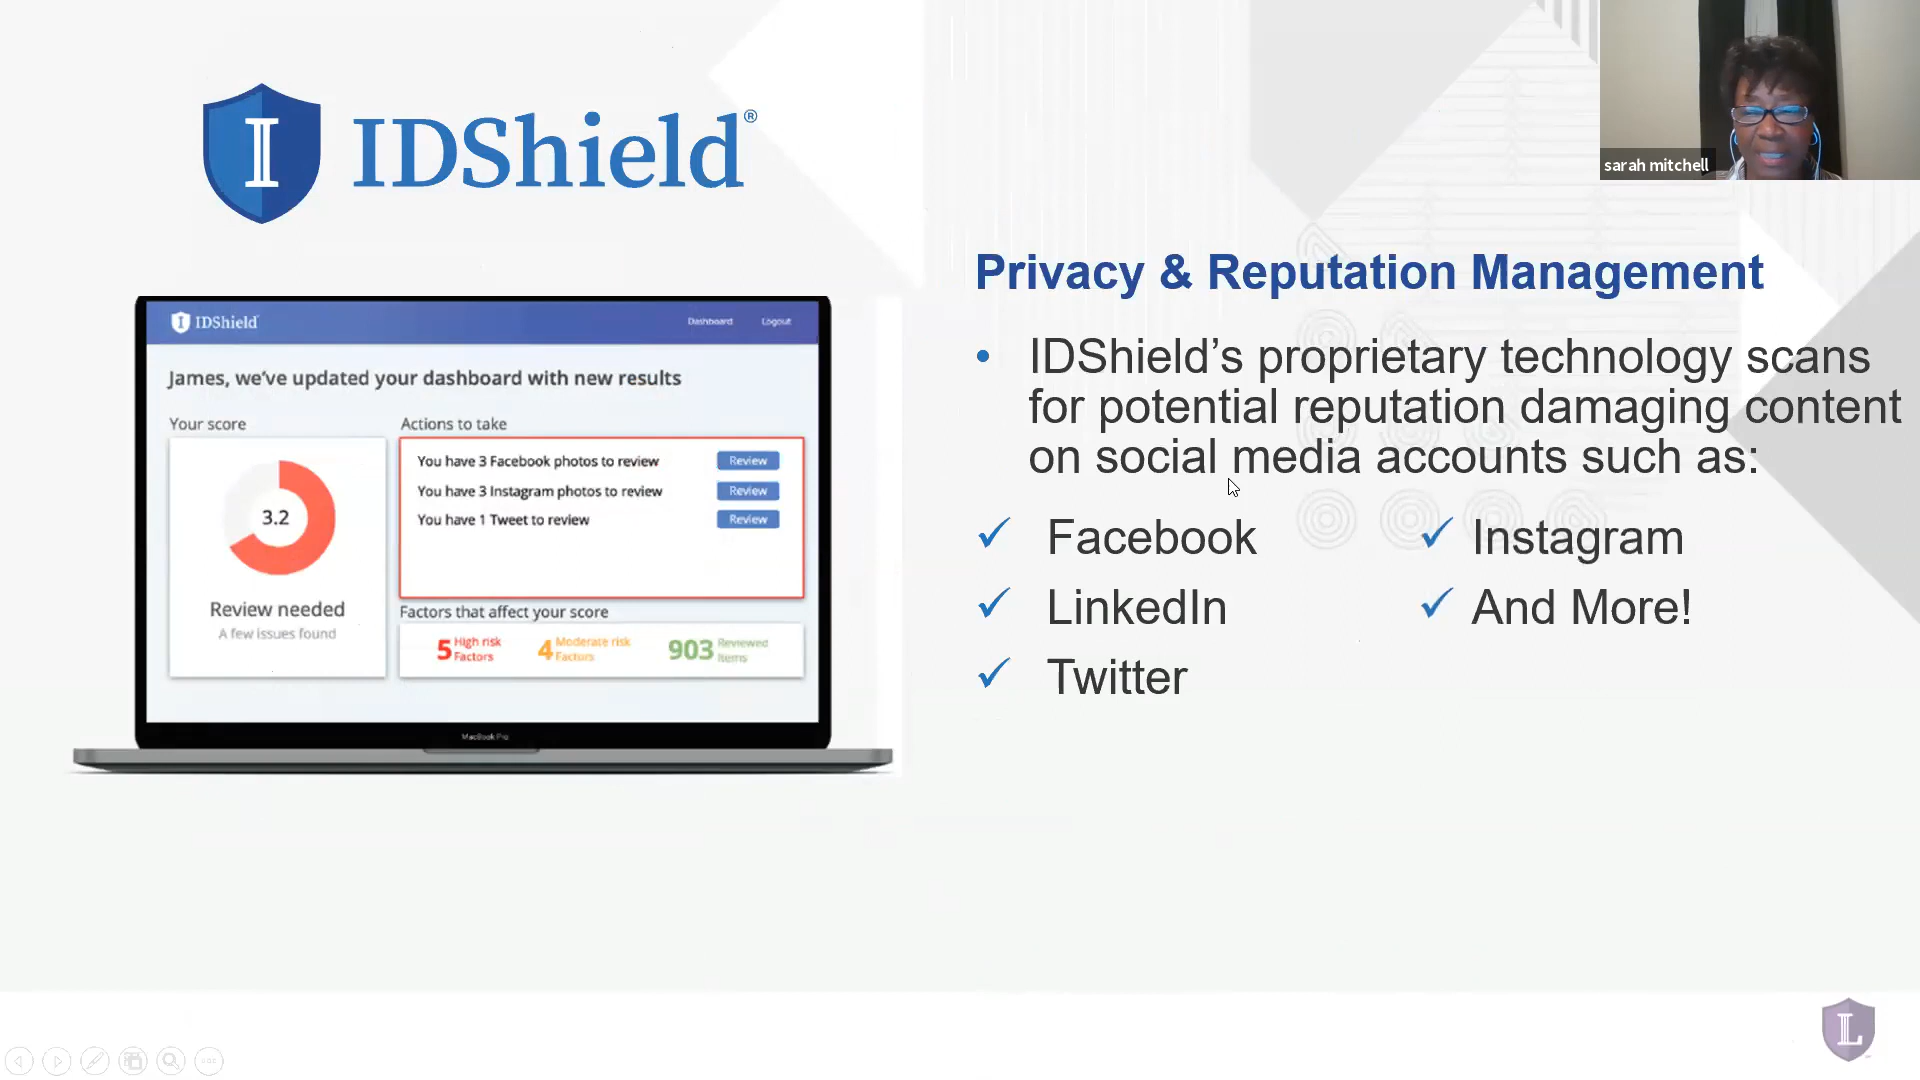 IDShield®
sarah mitchell
Privacy & Reputation Management
• IDShield’s proprietary technology scans
for potential reputation damaging content
on social media accounts such as:
✓ Facebook
✓ Instagram
✓ LinkedIn
✓ And More!
✓ Twitter
IDShield
Dashboard
Logout
James, we’ve updated your dashboard with new results
Your score
3.2
Review needed
A few issues found
Actions to take
You have 3 Facebook photos to review
Review
You have 3 Instagram photos to review
Review
You have 1 Tweet to review
Review
Factors that affect your score
5 High risk
Factors
4 Moderate risk
Factors
903 Reviewed
Items
MacBook Pro
L